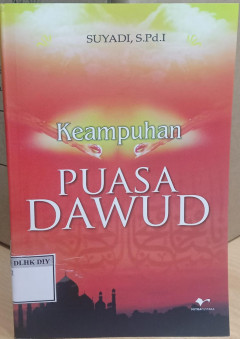 SUYADI, S.Pd.I
Keampuhan
PUASA
DAWUD
DLHK DIY